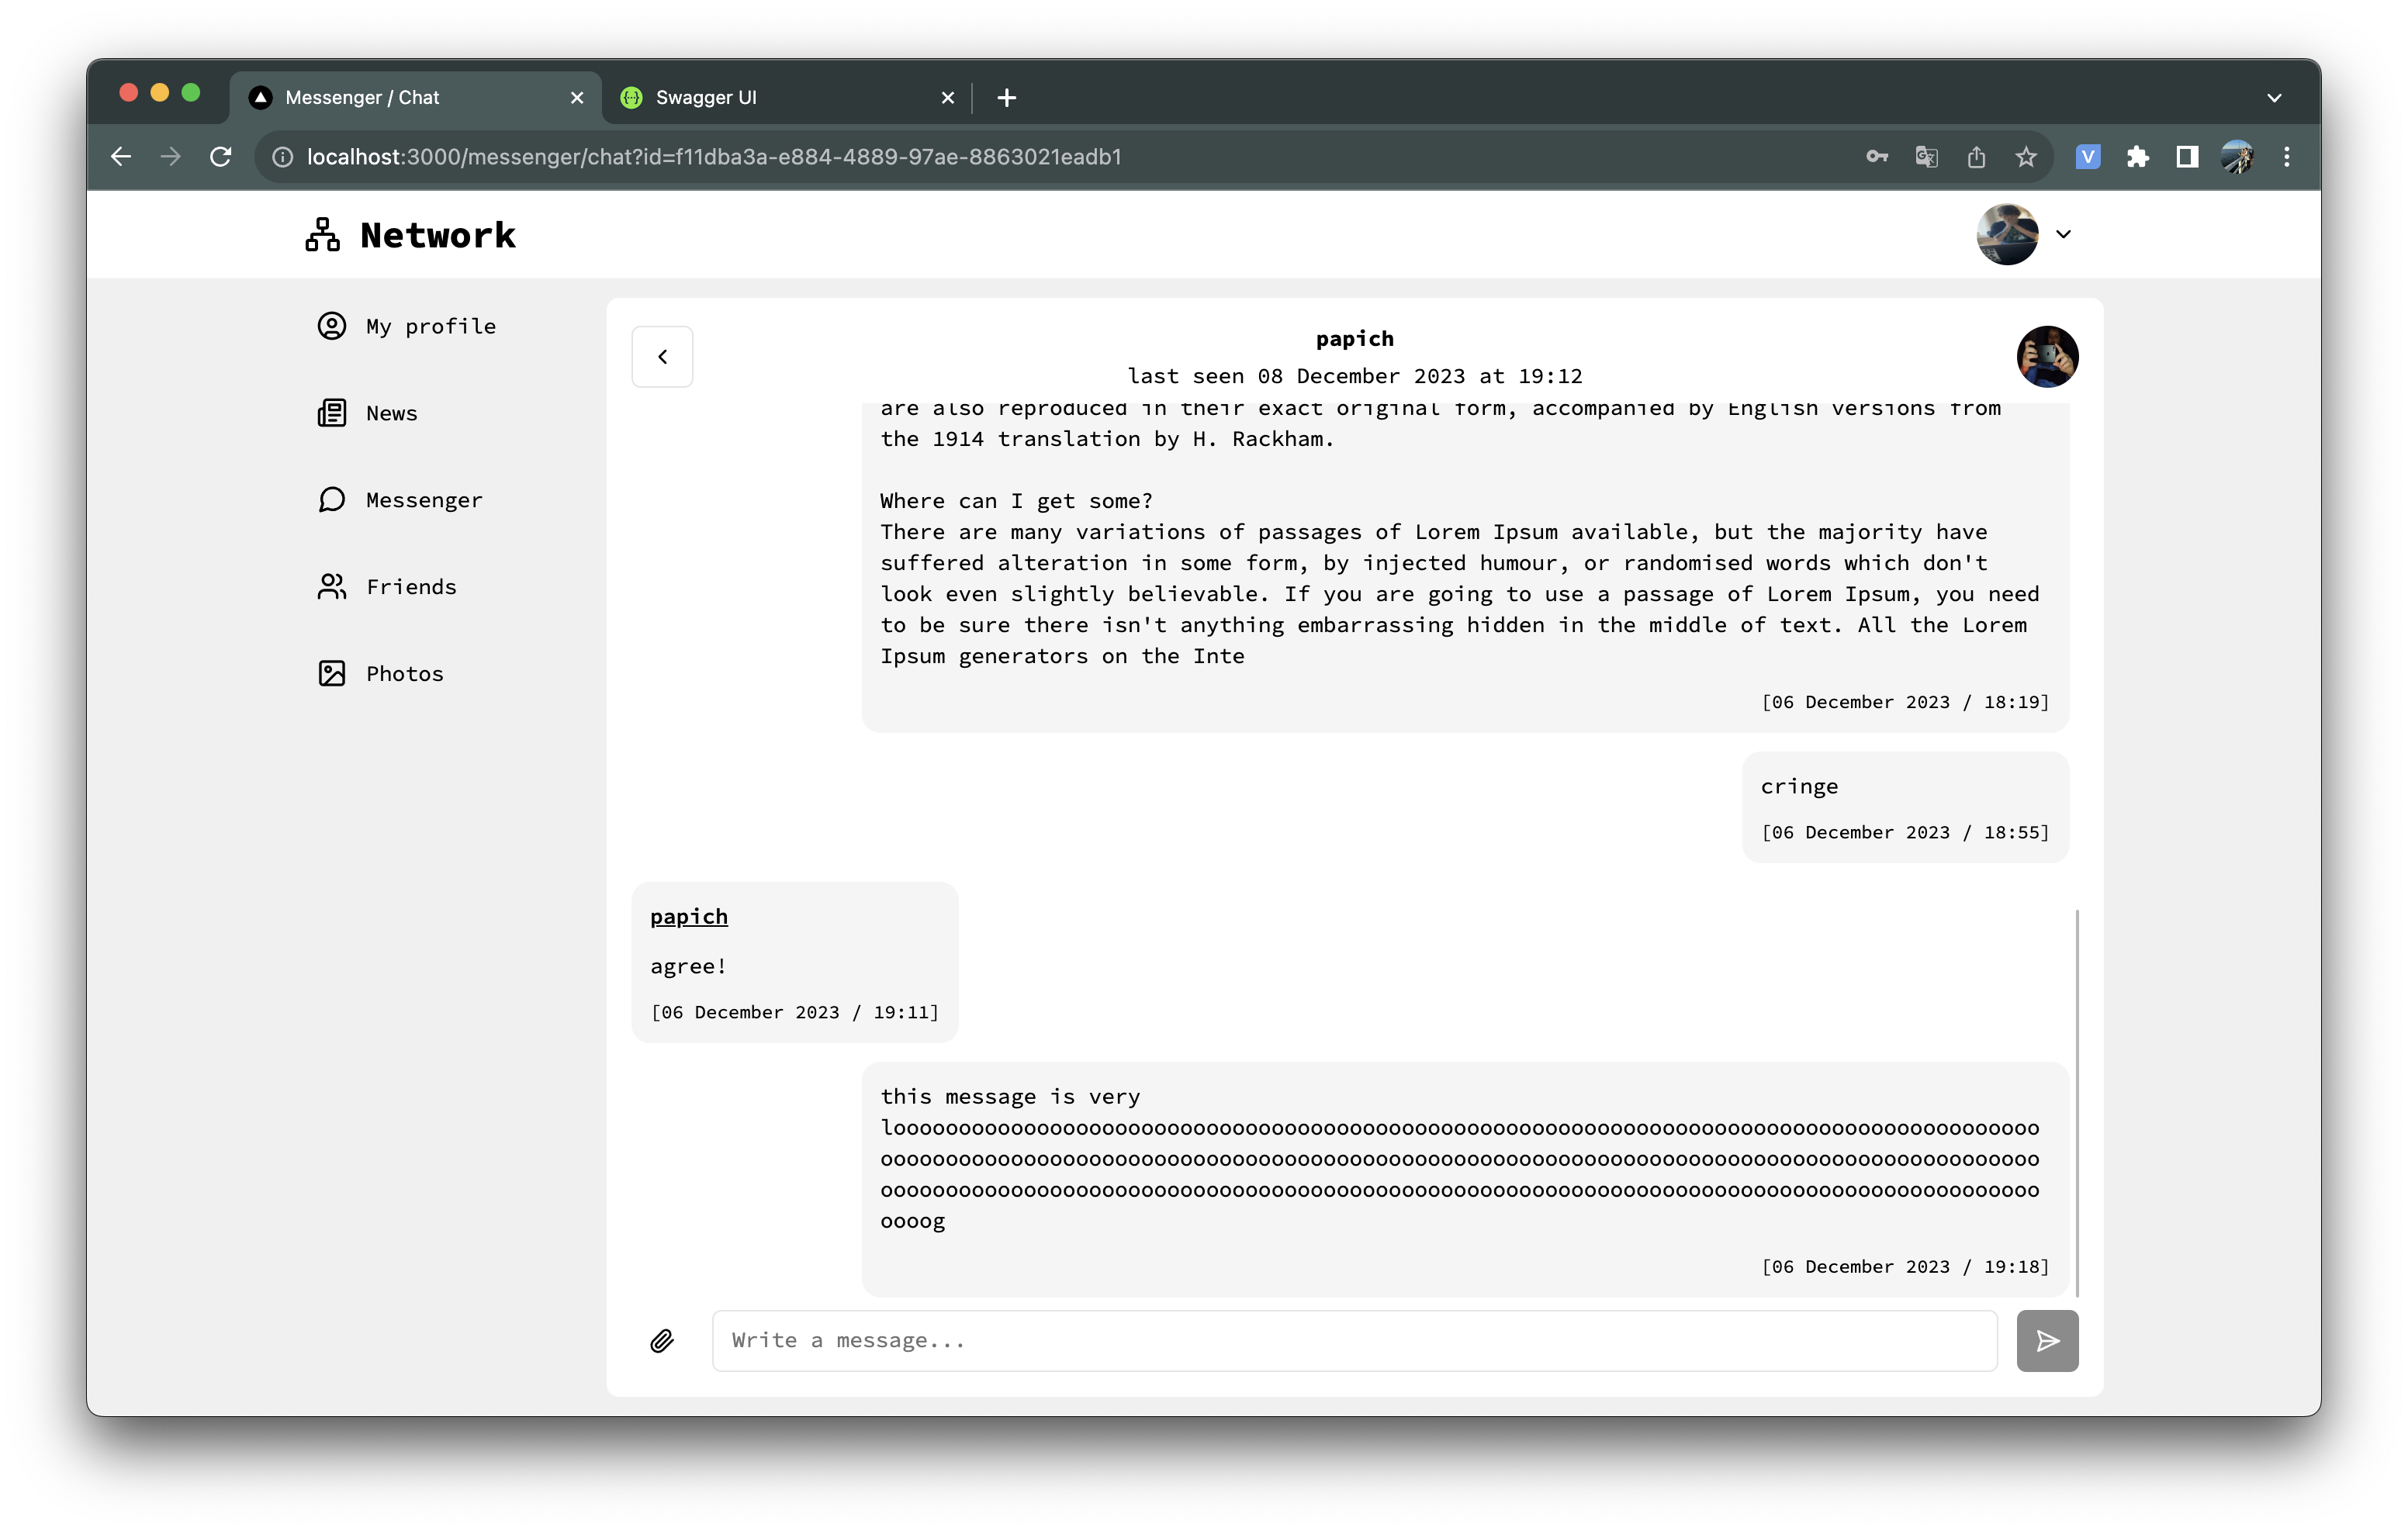 Messenger / Chat
Swagger UI
localhost:3000/messenger/chat?id=f11dba3a-e884-4889-97ae-8863021eadb1
V
Network
My profile
News
Messenger
Friends
Photos
papich
last seen 08 December 2023 at 19:12
are also reproduced in their exact original form, accompanied by English versions from
the 1914 translation by H. Rackham.
Where can I get some?
There are many variations of passages of Lorem Ipsum available, but the majority have
suffered alteration in some form, by injected humour, or randomised words which don't
look even slightly believable. If you are going to use a passage of Lorem Ipsum, you need
to be sure there isn't anything embarrassing hidden in the middle of text. All the Lorem
Ipsum generators on the Inte
[06 December 2023 / 18:19]
cringe
[06 December 2023 / 18:55]
papich
agree!
[06 December 2023 / 19:11]
this message is very
loooooooooooooooooooooooooooooooooooooooooooooooooooooooooooooooooooooooooooooooooooooooo
ooooooooooooooooooooooooooooooooooooooooooooooooooooooooooooooooooooooooooooooooooooooooo
ooooooooooooooooooooooooooooooooooooooooooooooooooooooooooooooooooooooooooooooooooooooooo
oooog
[06 December 2023 / 19:18]
Write a message...